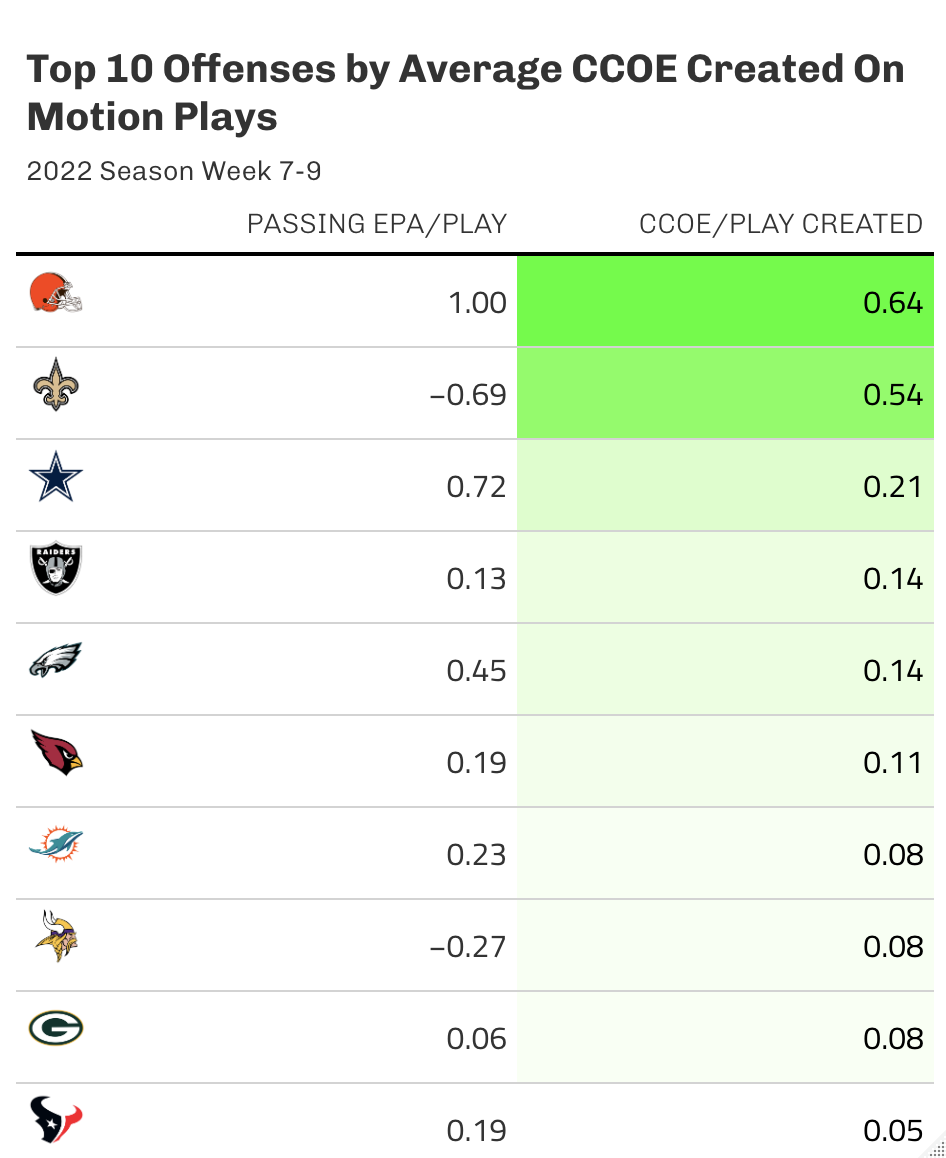 Top 10 Offenses by Average CCOE Created On
Motion Plays
2022 Season Week 7-9
PASSING EPA/PLAY CCOE/PLAY CREATED
1.00 0.64
−0.69 0.54
0.72 0.21
RAIDERS
0.13 0.14
0.45 0.14
0.19 0.11
0.23 0.08
−0.27 0.08
G
0.06 0.08
0.19 0.05